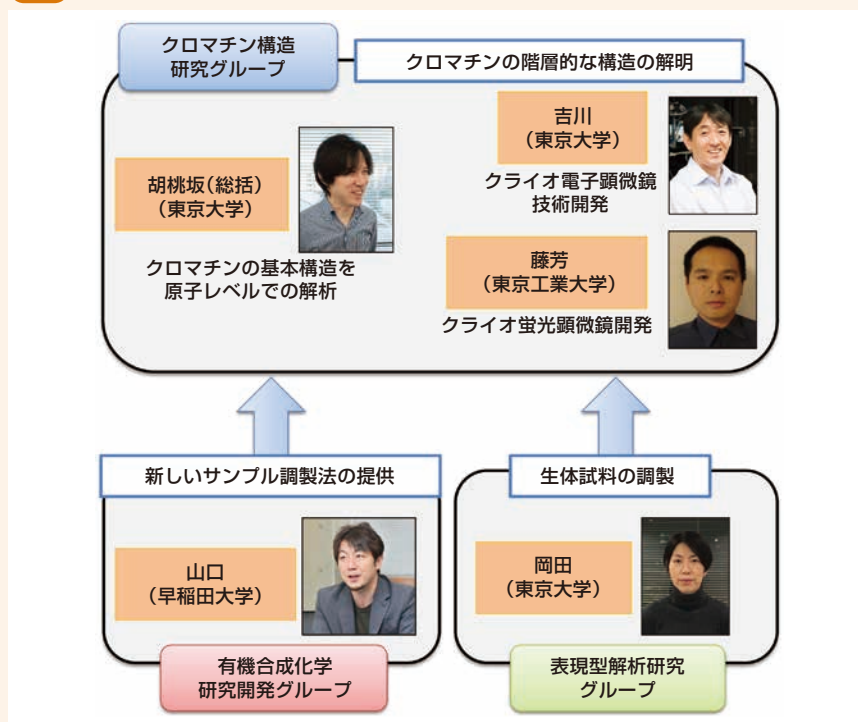 クロマチン構造
研究グループ
クロマチンの階層的な構造の解明
胡桃坂(総括)
（東京大学）
クロマチンの基本構造を
原子レベルでの解析
吉川
（東京大学）
クライオ電子顕微鏡
技術開発
藤芳
（東京工業大学）
クライオ蛍光顕微鏡開発
新しいサンプル調製法の提供
山口
（早稲田大学）
有機合成化学
研究開発グループ
生体試料の調製
岡田
（東京大学）
表現型解析研究
グループ